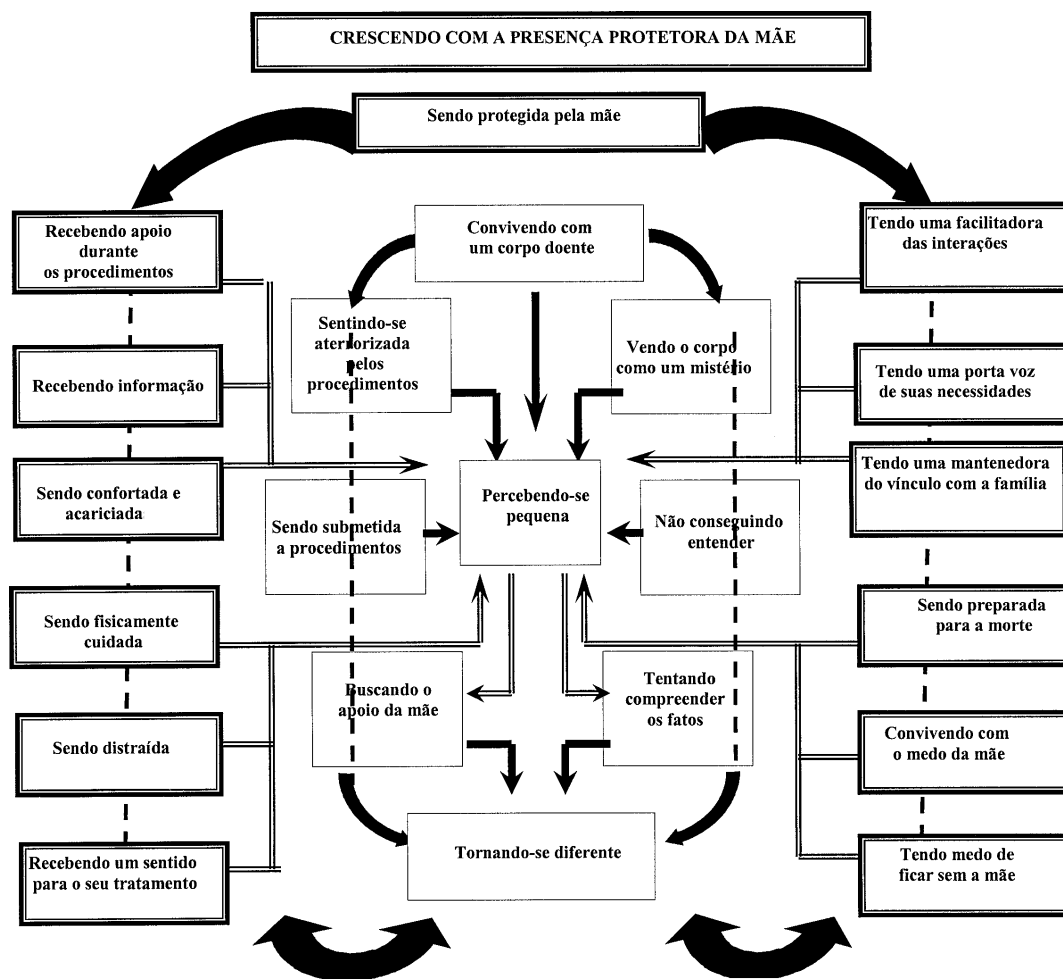 CRESCENDO COM A PRESENÇA PROTETORA DA MÃE
Sendo protegida pela mãe
Recebendo apoio
durante
os procedimentos
Convivendo com
um corpo doente
Tendo uma facilitadora
das interações
Sentindo-se
aterrorizada
pelos
procedimentos
Vendo o corpo
como um mistério
Recebendo informação
Tendo uma porta voz
de suas necessidades
Sendo confortada e
acariciada
Percebendo-se
pequena
Tendo uma mantenedora
do vínculo com a família
Sendo submetida
a procedimentos
Não conseguindo
entender
Sendo fisicamente
cuidada
Sendo preparada
para a morte
Buscando o
apoio da mãe
Tentando
compreender
os fatos
Sendo distraída
Convivendo com
o medo da mãe
Recebendo um sentido
para o seu tratamento
Tornando-se diferente
Tendo medo de
ficar sem a mãe